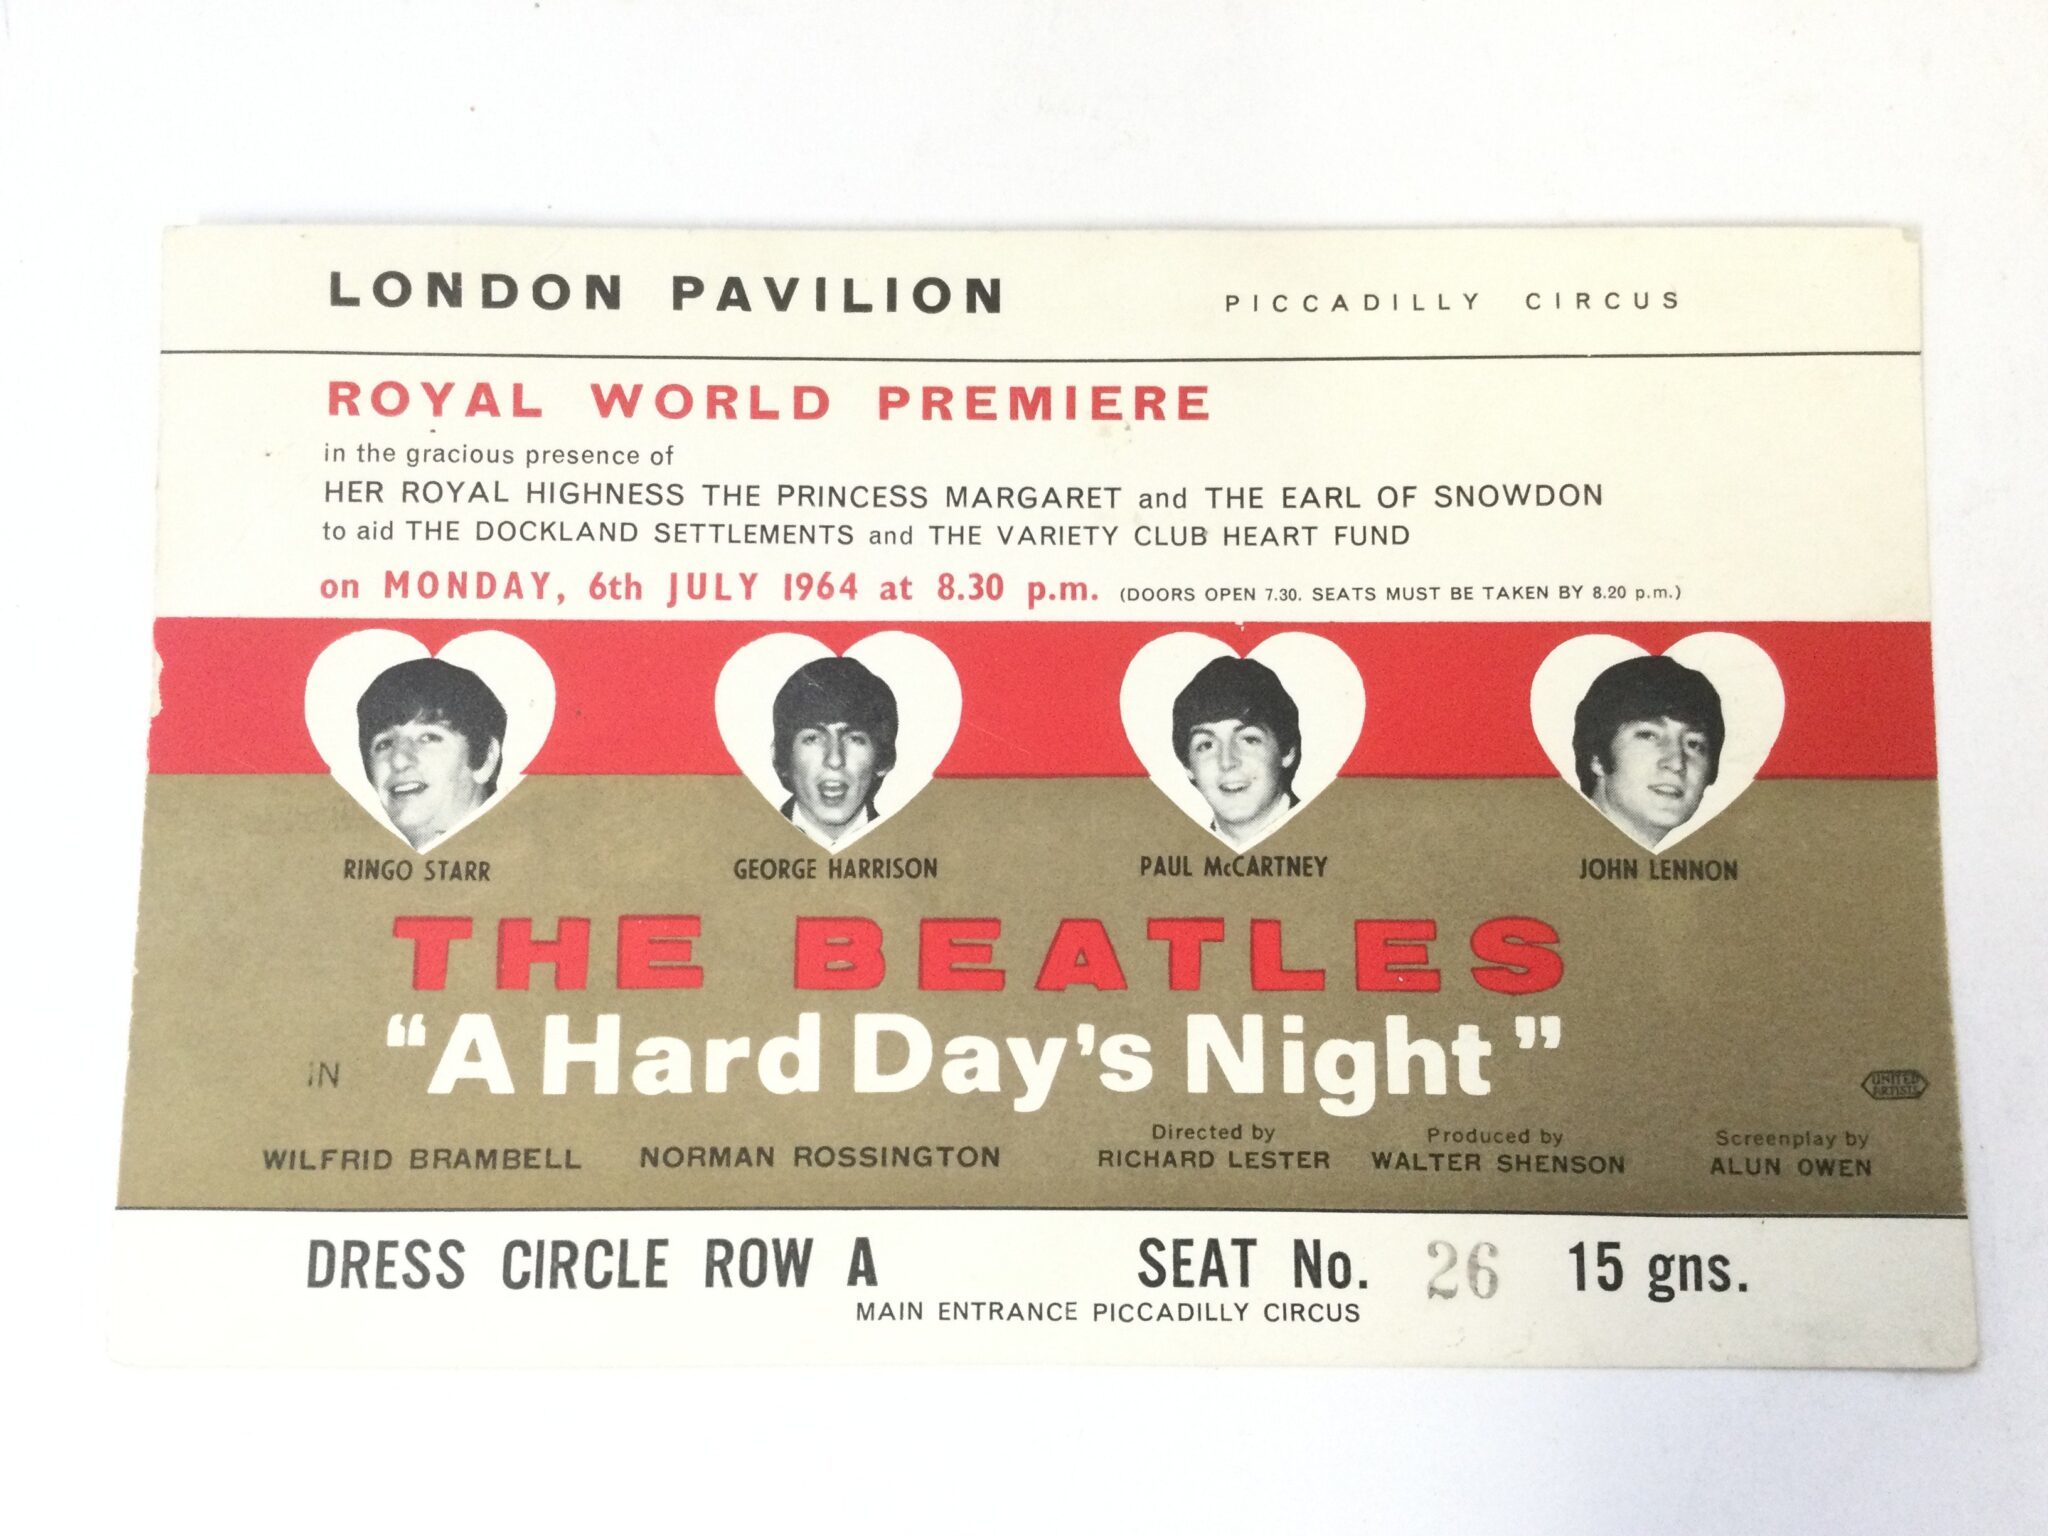 LONDON PAVILION PICCADILLY CIRCUS
ROYAL WORLD PREMIERE
in the gracious presence of
HER ROYAL HIGHNESS THE PRINCESS MARGARET and THE EARL OF SNOWDON
to aid THE DOCKLAND SETTLEMENTS and THE VARIETY CLUB HEART FUND
on MONDAY, 6th JULY 1964 at 8.30 p.m. (DOORS OPEN 7.30. SEATS MUST BE TAKEN BY 8.20 p.m.)
RINGO STARR GEORGE HARRISON PAUL McCARTNEY JOHN LENNON
THE BEATLES
IN “A Hard Day’s Night”
UNITED
ARTISTS
WILFRID BRAMBELL NORMAN ROSSINGTON
Directed by
RICHARD LESTER
Produced by
WALTER SHENSON
Screenplay by
ALUN OWEN
DRESS CIRCLE ROW A SEAT No. 26 15 gns.
MAIN ENTRANCE PICCADILLY CIRCUS